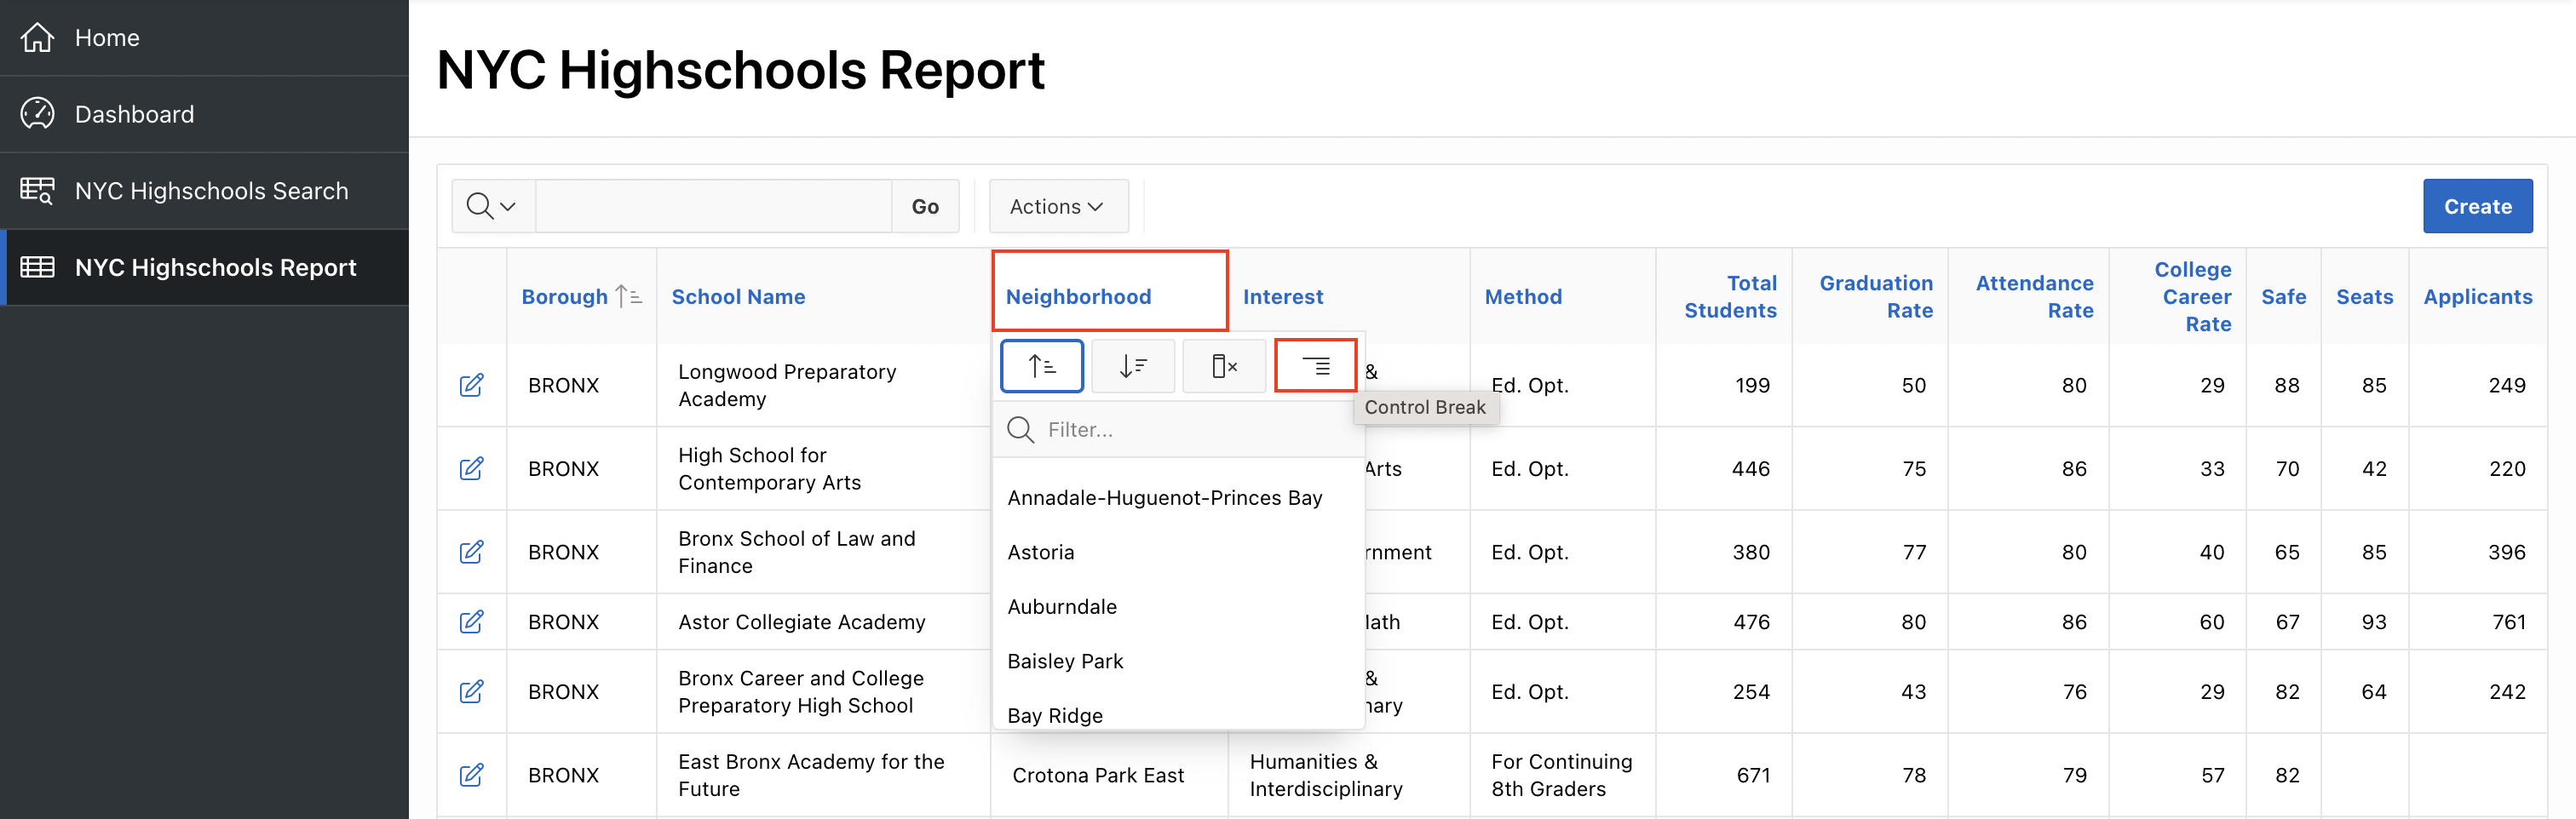 Home
Dashboard
NYC Highschools Search
NYC Highschools Report
NYC Highschools Report
Go
Actions
Create
Borough
School Name
Neighborhood
Interest
Method
Total
Students
Graduation
Rate
Attendance
Rate
College
Career
Rate
Safe
Seats
Applicants
Control Break
Filter...
Annadale-Huguenot-Princes Bay
Astoria
Auburndale
Baisley Park
Bay Ridge
BRONX
Longwood Preparatory
Academy
&
Ed. Opt.
199
50
80
29
88
85
249
BRONX
High School for
Contemporary Arts
Arts
Ed. Opt.
446
75
86
33
70
42
220
BRONX
Bronx School of Law and
Finance
Ed. Opt.
380
77
80
40
65
85
396
BRONX
Astor Collegiate Academy
Ed. Opt.
476
80
86
60
67
93
761
BRONX
Bronx Career and College
Preparatory High School
&
Ed. Opt.
254
43
76
29
82
64
242
BRONX
East Bronx Academy for the
Future
Crotona Park East
Humanities &
Interdisciplinary
For Continuing
8th Graders
671
78
79
57
82